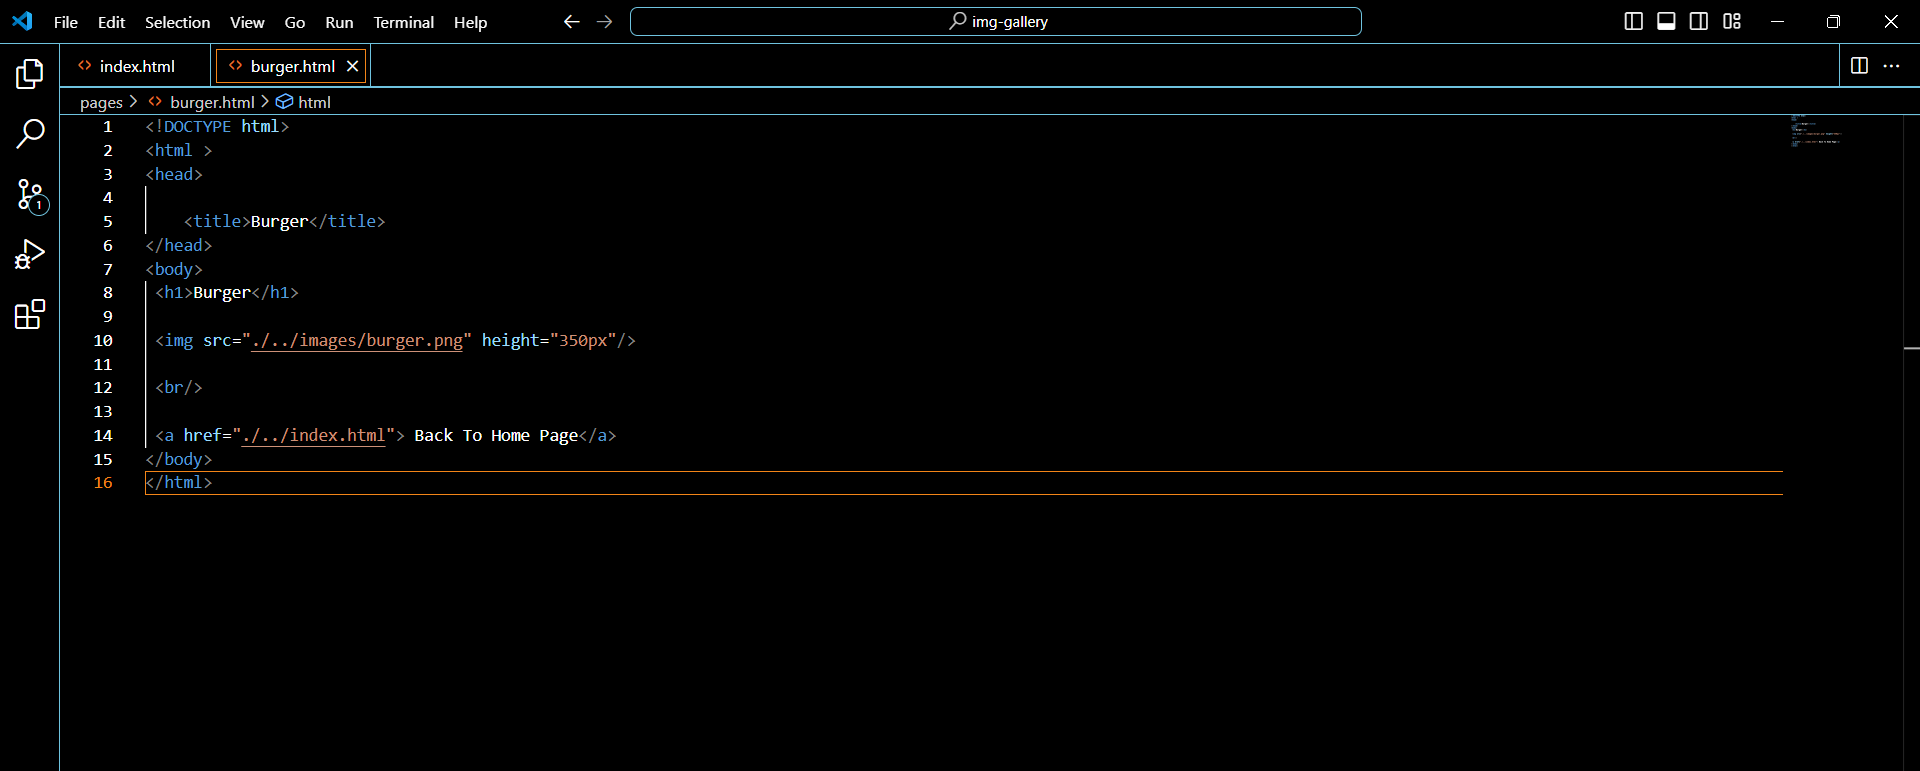 File Edit Selection View Go Run Terminal Help img-gallery
index.html burger.html
pages > burger.html > html
1 <!DOCTYPE html>
2 <html >
3 <head>
4
5 <title>Burger</title>
6 </head>
7 <body>
8 <h1>Burger</h1>
9
10 <img src="./../images/burger.png" height="350px"/>
11
12 <br/>
13
14 <a href="./../index.html"> Back To Home Page</a>
15 </body>
16 </html>
1